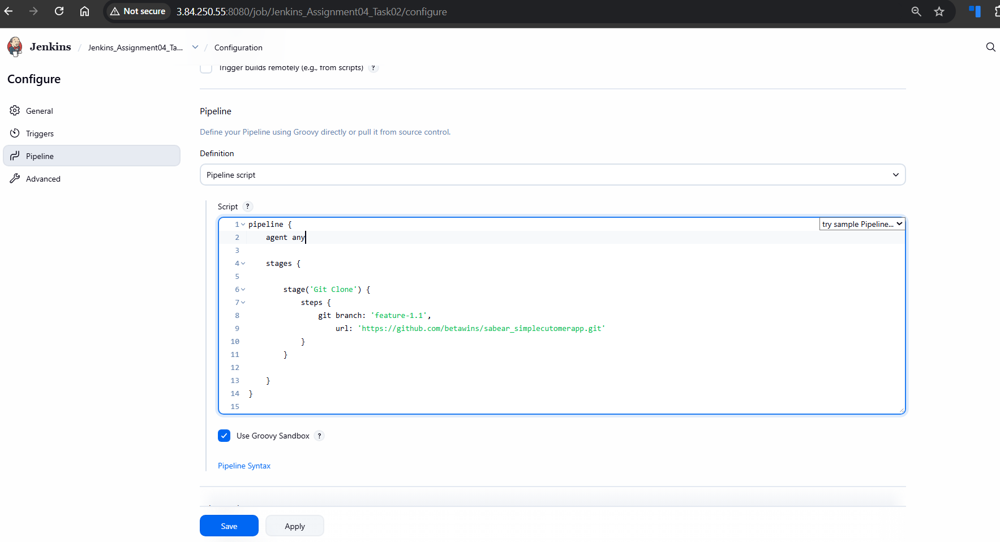 Not secure 3.84.250.55:8080/job/Jenkins_Assignment04_Task02/configure
Jenkins / Jenkins_Assignment04_Ta... / Configuration
Configure
General
Triggers
Pipeline
Advanced
Trigger builds remotely (e.g., from scripts) ?
Pipeline
Define your Pipeline using Groovy directly or pull it from source control.
Definition
Pipeline script
Script ?
try sample Pipeline...
1 pipeline {
2     agent any
3
4     stages {
5
6         stage('Git Clone') {
7             steps {
8                 git branch: 'feature-1.1',
9                     url: 'https://github.com/betawins/sabear_simplecutomerapp.git'
10             }
11         }
12
13     }
14 }
15
Use Groovy Sandbox ?
Pipeline Syntax
Save
Apply